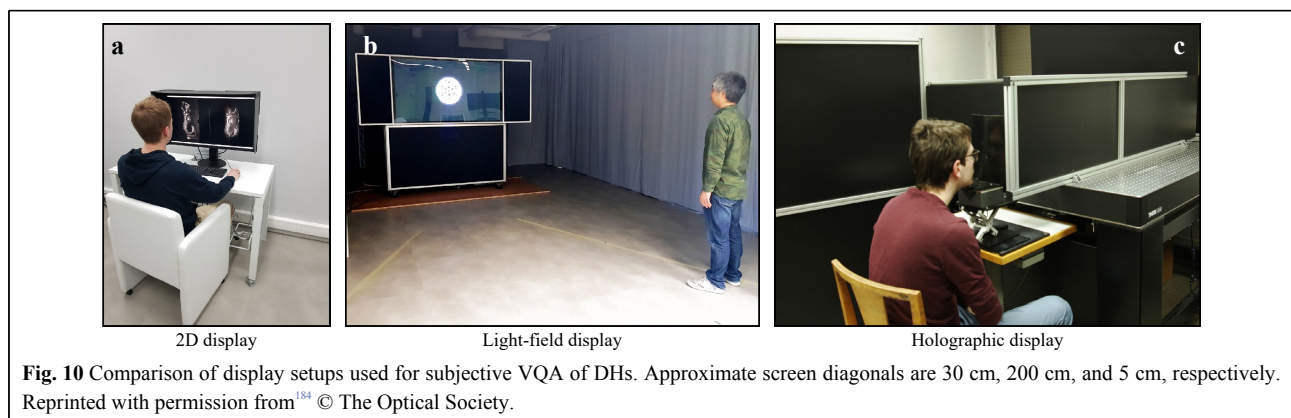 a
b
c
2D display
Light-field display
Holographic display
Fig. 10 Comparison of display setups used for subjective VQA of DHs. Approximate screen diagonals are 30 cm, 200 cm, and 5 cm, respectively.
Reprinted with permission from184 © The Optical Society.